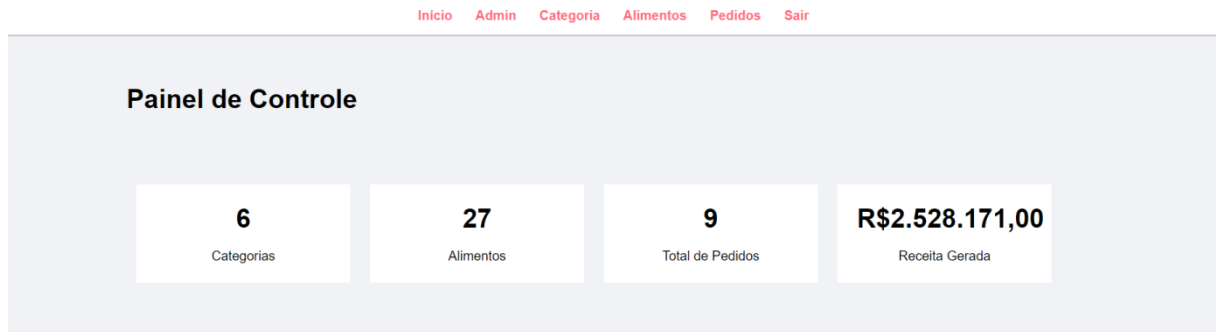 Início Admin Categoria Alimentos Pedidos Sair
Painel de Controle
6
Categorias
27
Alimentos
9
Total de Pedidos
R$2.528.171,00
Receita Gerada